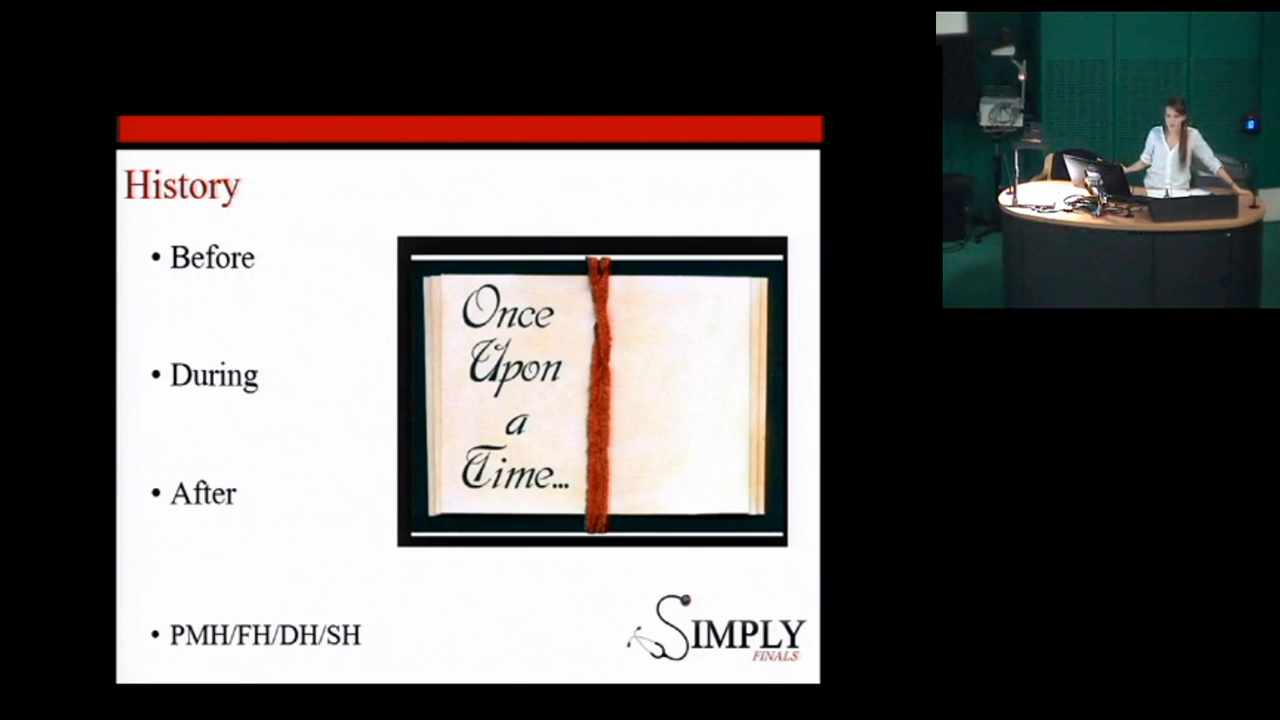 History
• Before
• During
• After
• PMH/FH/DH/SH
Once
Upon
a
Time...
SIMPLY
FINALS